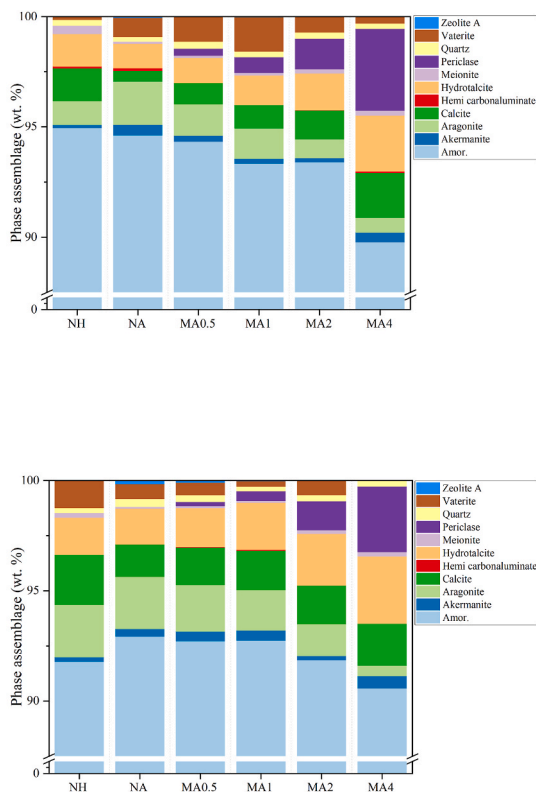 100
95
90
0
Phase assemblage (wt. %)
NH NA MA0.5 MA1 MA2 MA4
Zeolite A
Vaterite
Quartz
Periclase
Meionite
Hydrotalcite
Hemi carbonaluminate
Calcite
Aragonite
Akermanite
Amor.
100
95
90
0
Phase assemblage (wt. %)
NH NA MA0.5 MA1 MA2 MA4
Zeolite A
Vaterite
Quartz
Periclase
Meionite
Hydrotalcite
Hemi carbonaluminate
Calcite
Aragonite
Akermanite
Amor.